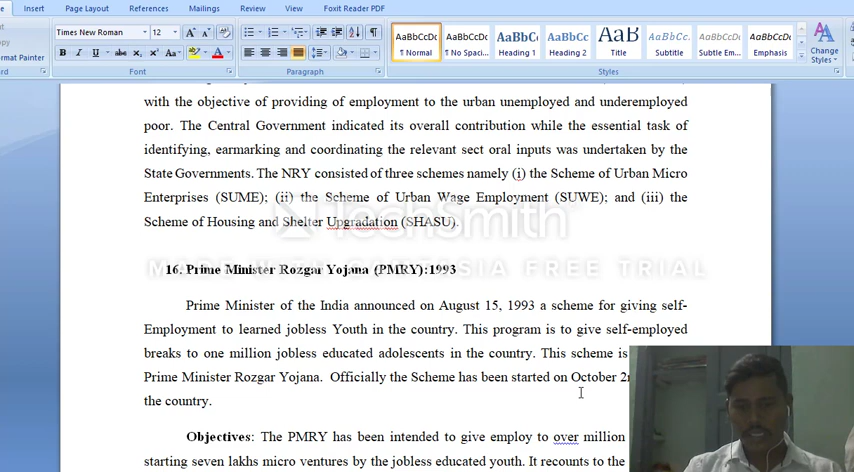 Insert Page Layout References Mailings Review View Foxit Reader PDF
Times New Roman 12
Format Painter
Font Paragraph Styles
AaBbCcDc AaBbCcDc AaBbCc AaBbCc AaB AaBbCcL AaBbCcDc AaBbCcDc
¶ Normal ¶ No Spaci... Heading 1 Heading 2 Title Subtitle Subtle Em... Emphasis
Change
Styles
with the objective of providing of employment to the urban unemployed and underemployed
poor. The Central Government indicated its overall contribution while the essential task of
identifying, earmarking and coordinating the relevant sect oral inputs was undertaken by the
State Governments. The NRY consisted of three schemes namely (i) the Scheme of Urban Micro
Enterprises (SUME); (ii) the Scheme of Urban Wage Employment (SUWE); and (iii) the
Scheme of Housing and Shelter Upgradation (SHASU).
TechSmith
MADE WITH CAMTASIA FREE TRIAL
16. Prime Minister Rozgar Yojana (PMRY):1993
Prime Minister of the India announced on August 15, 1993 a scheme for giving self-
Employment to learned jobless Youth in the country. This program is to give self-employed
breaks to one million jobless educated adolescents in the country. This scheme is
Prime Minister Rozgar Yojana. Officially the Scheme has been started on October
the country.
Objectives: The PMRY has been intended to give employ to over million
starting seven lakhs micro ventures by the jobless educated youth. It recounts to the